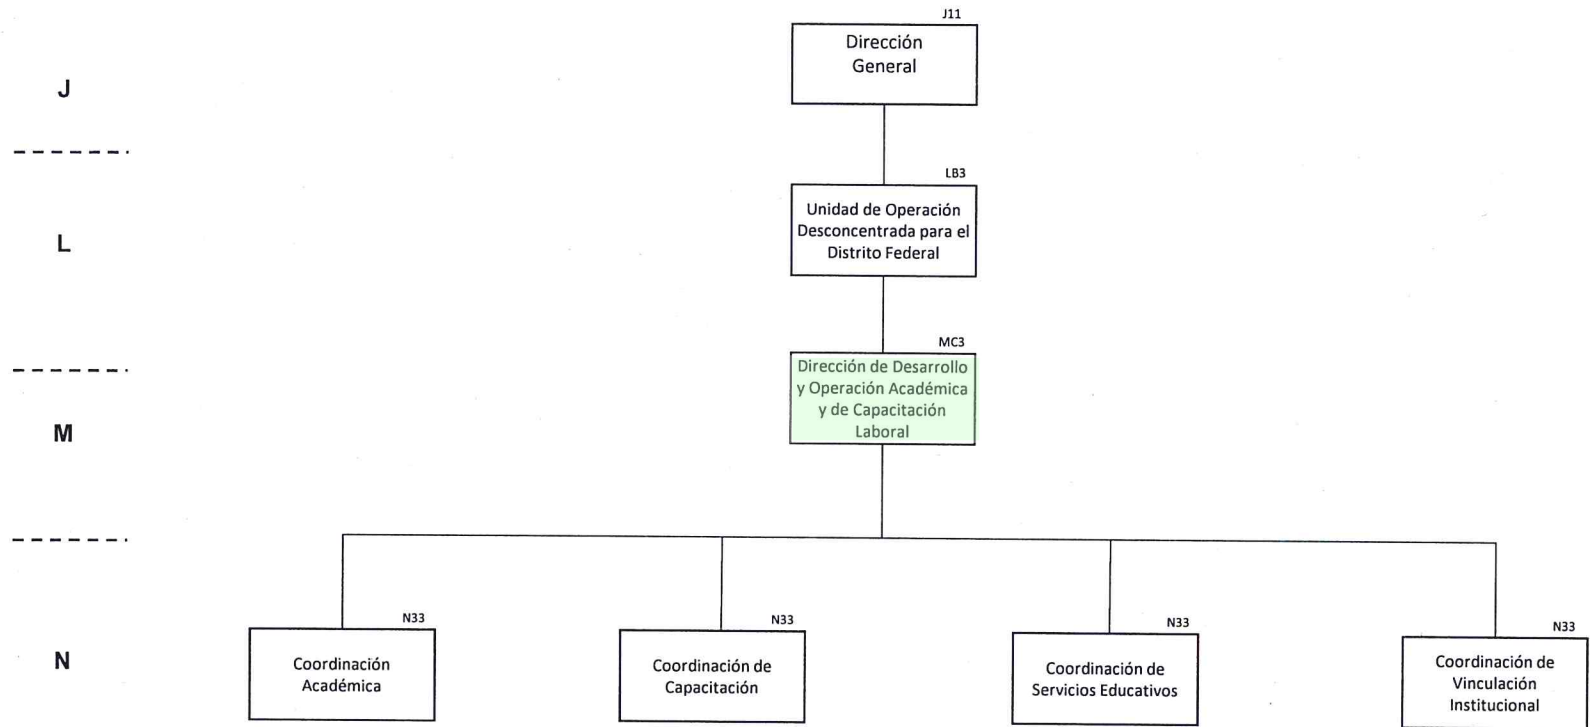 J11
Dirección
General
J
LB3
Unidad de Operación
Desconcentrada para el
Distrito Federal
L
MC3
Dirección de Desarrollo
y Operación Académica
y de Capacitación
Laboral
M
N33
Coordinación
Académica
N33
Coordinación de
Capacitación
N33
Coordinación de
Servicios Educativos
N33
Coordinación de
Vinculación
Institucional
N